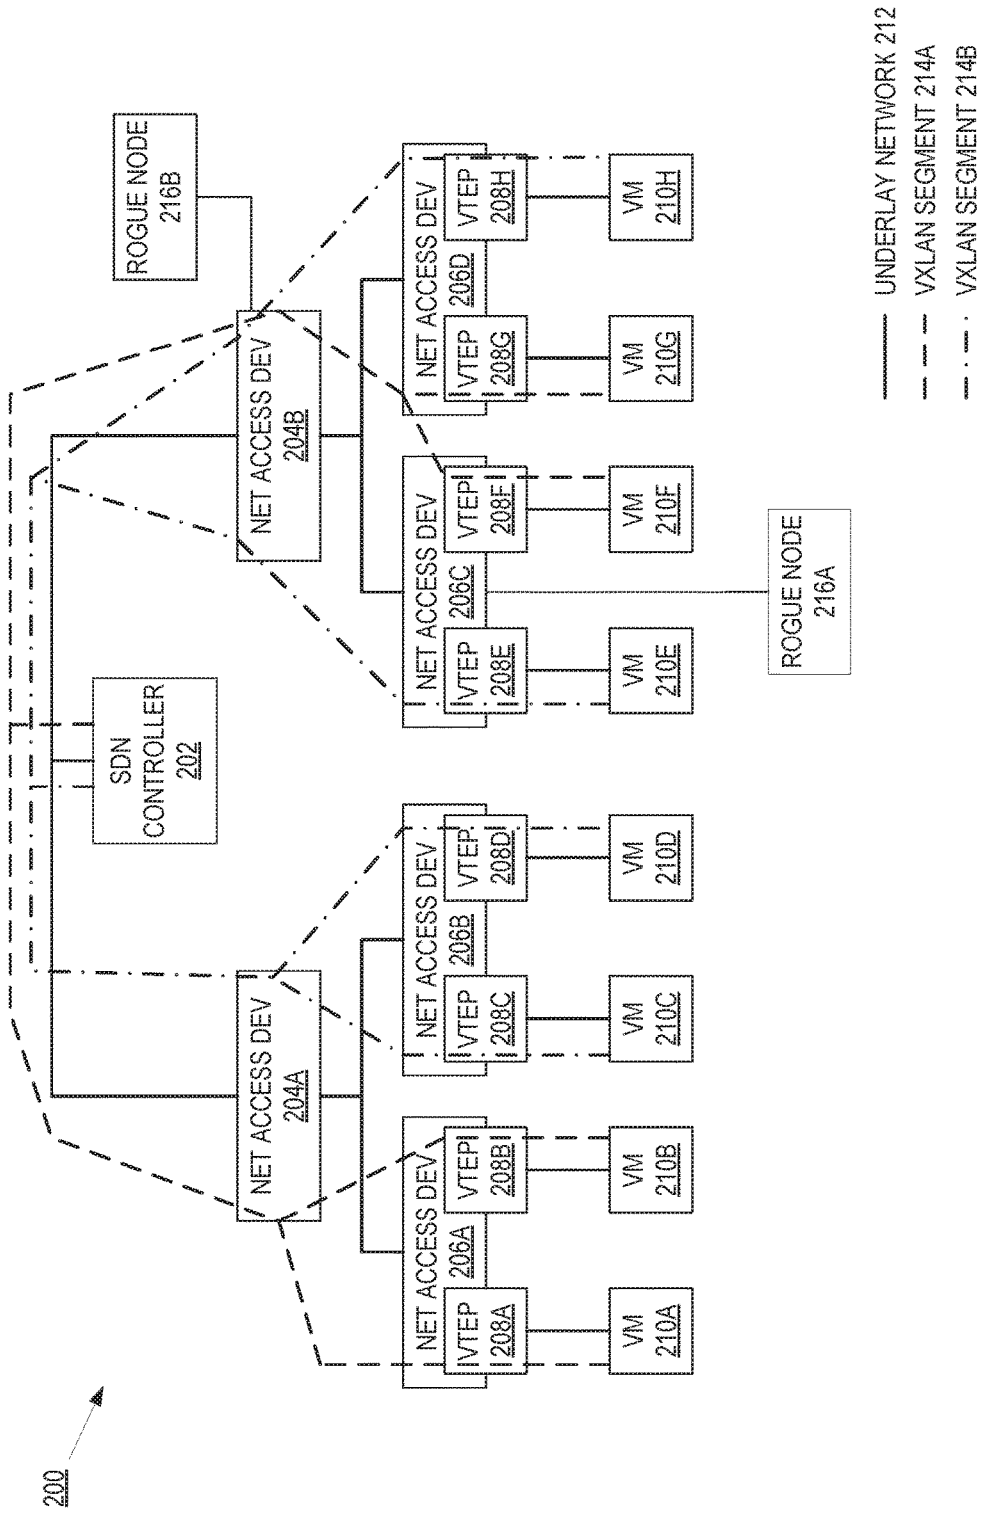 200
SDN
CONTROLLER
202
ROGUE NODE
216B
NET ACCESS DEV
204A
NET ACCESS DEV
204B
NET ACCESS DEV
206A
VTEP
208A
VTEP
208B
NET ACCESS DEV
206B
VTEP
208C
VTEP
208D
NET ACCESS DEV
206C
VTEP
208E
VTEP
208F
NET ACCESS DEV
206D
VTEP
208G
VTEP
208H
VM
210A
VM
210B
VM
210C
VM
210D
VM
210E
VM
210F
VM
210G
VM
210H
ROGUE NODE
216A
UNDERLAY NETWORK 212
VXLAN SEGMENT 214A
VXLAN SEGMENT 214B